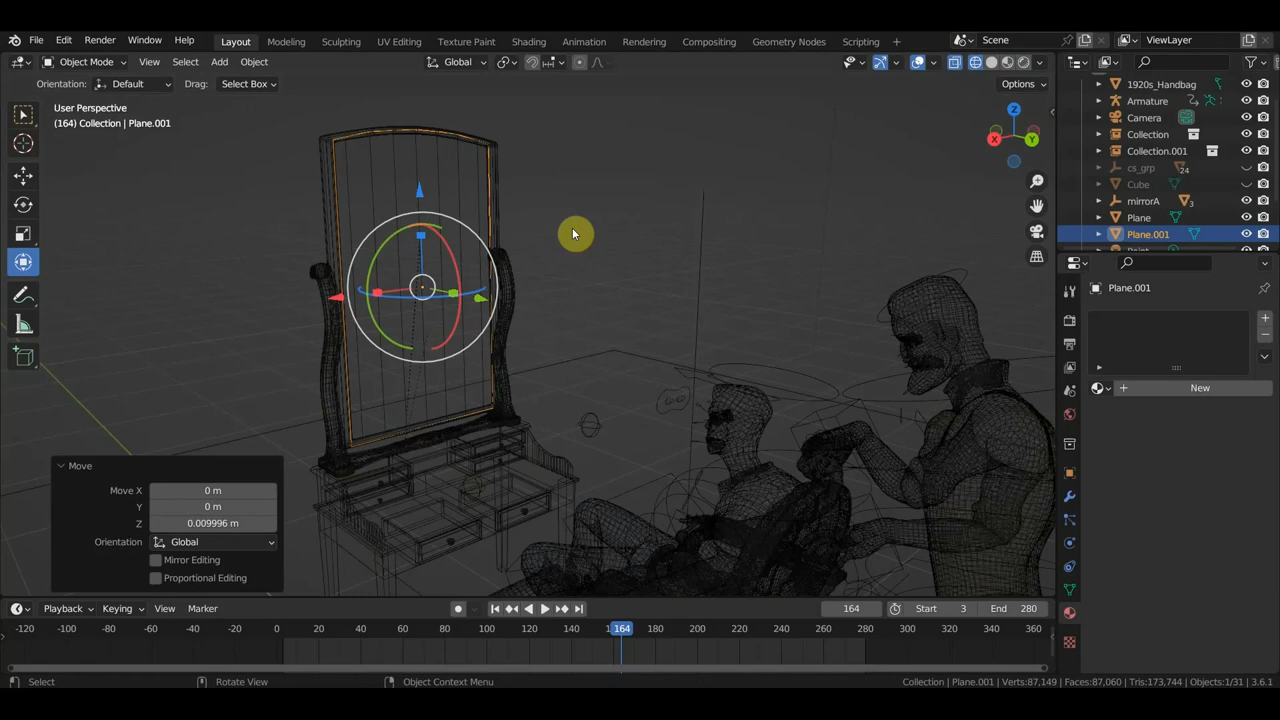 File Edit Render Window Help Layout Modeling Sculpting UV Editing Texture Paint Shading Animation Rendering Compositing Geometry Nodes Scripting + Scene ViewLayer
Object Mode View Select Add Object Global
Orientation: Default Drag: Select Box Options
User Perspective
(164) Collection | Plane.001
Z
X
Y
1920s_Handbag
Armature
Camera
Collection
Collection.001
cs_grp 24
Cube
mirrorA 3
Plane
Plane.001
Plane.001
New
Move
Move X 0 m
Y 0 m
Z 0.009996 m
Orientation Global
Mirror Editing
Proportional Editing
Playback Keying View Marker 164 Start 3 End 280
-120 -100 -80 -60 -40 -20 0 20 40 60 80 100 120 140 164 180 200 220 240 260 280 300 320 340 360
Select Rotate View Object Context Menu Collection | Plane.001 | Verts:87,149 | Faces:87,060 | Tris:173,744 | Objects:1/31 | 3.6.1